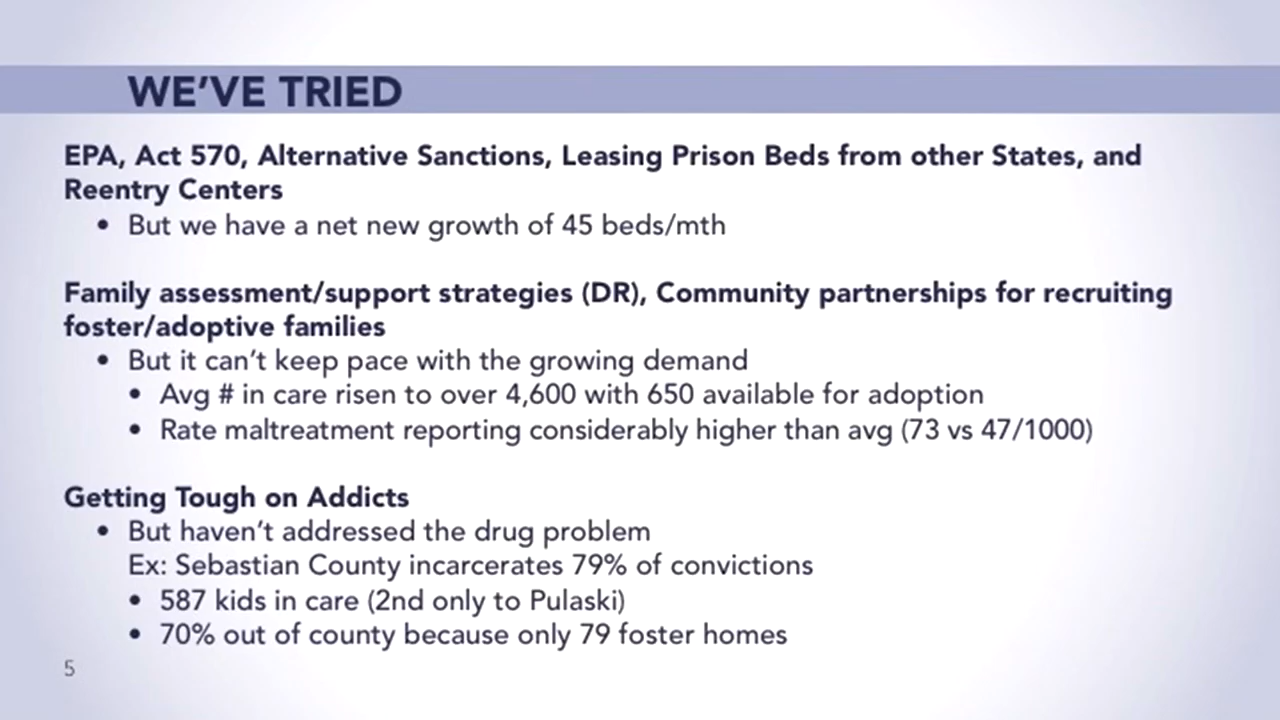 WE’VE TRIED
EPA, Act 570, Alternative Sanctions, Leasing Prison Beds from other States, and
Reentry Centers
• But we have a net new growth of 45 beds/mth
Family assessment/support strategies (DR), Community partnerships for recruiting
foster/adoptive families
• But it can’t keep pace with the growing demand
• Avg # in care risen to over 4,600 with 650 available for adoption
• Rate maltreatment reporting considerably higher than avg (73 vs 47/1000)
Getting Tough on Addicts
• But haven’t addressed the drug problem
Ex: Sebastian County incarcerates 79% of convictions
• 587 kids in care (2nd only to Pulaski)
• 70% out of county because only 79 foster homes
5